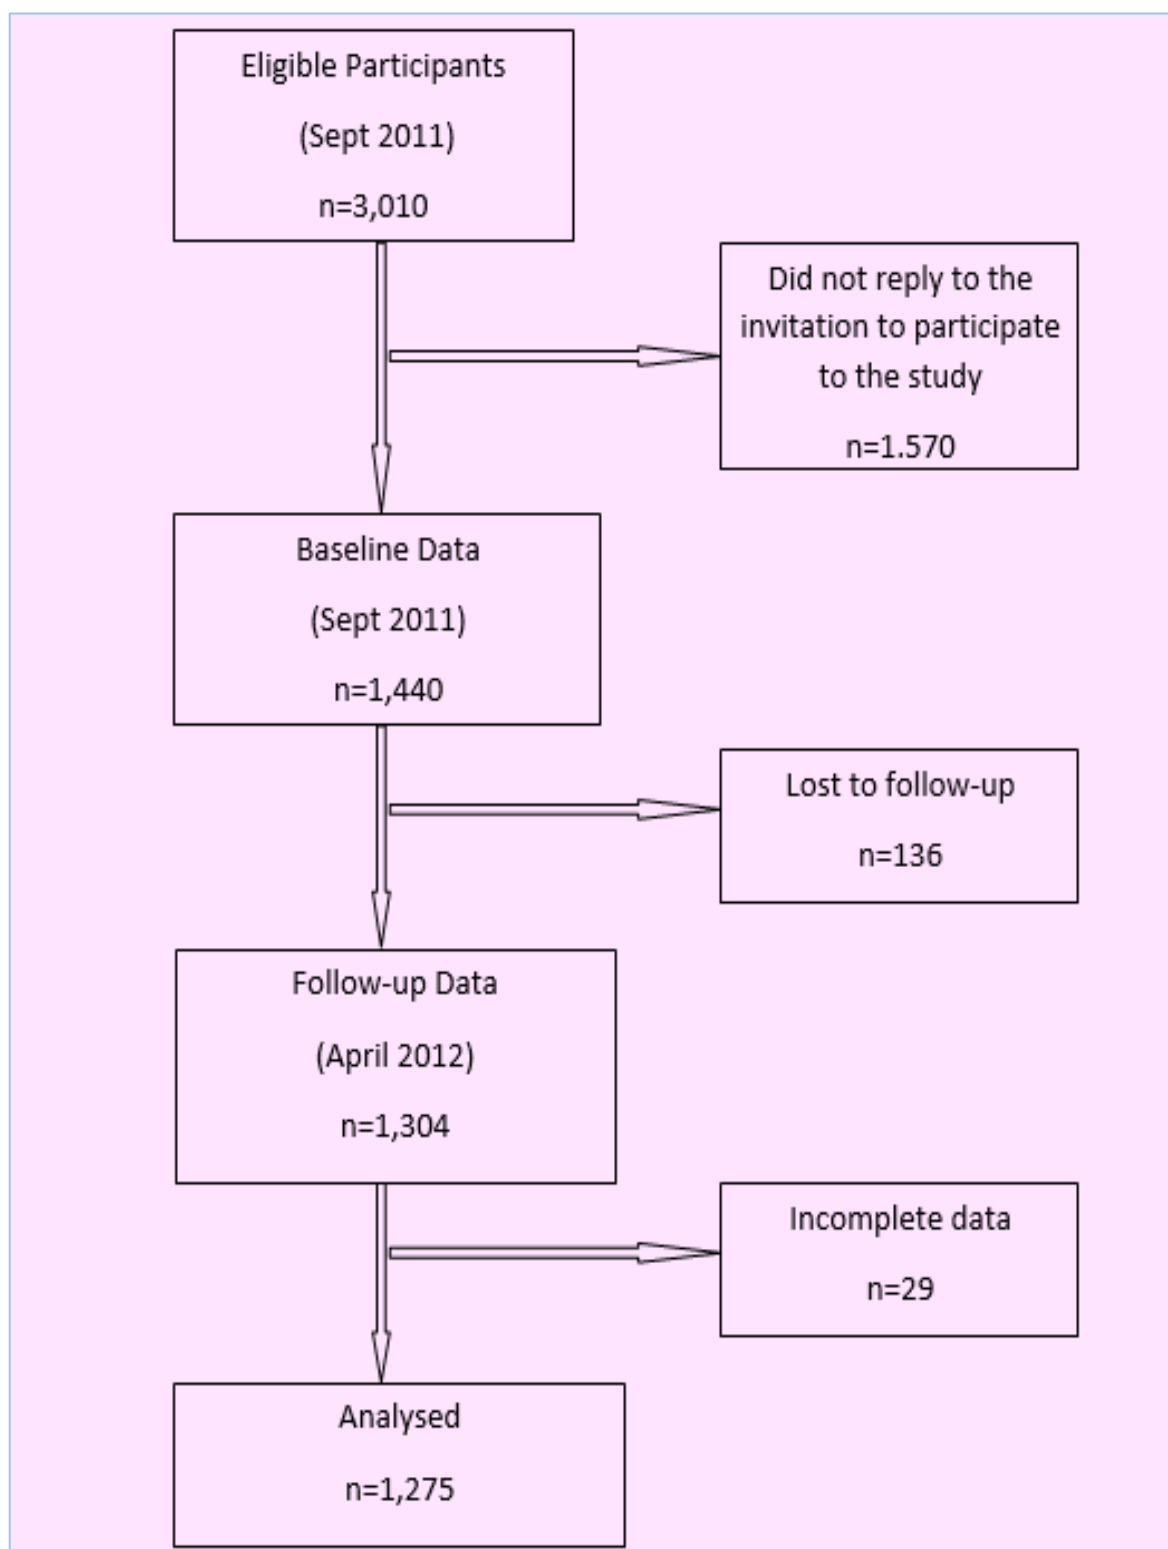 Eligible Participants
(Sept 2011)
n=3,010
Did not reply to the
invitation to participate
to the study
n=1.570
Baseline Data
(Sept 2011)
n=1,440
Lost to follow-up
n=136
Follow-up Data
(April 2012)
n=1,304
Incomplete data
n=29
Analysed
n=1,275